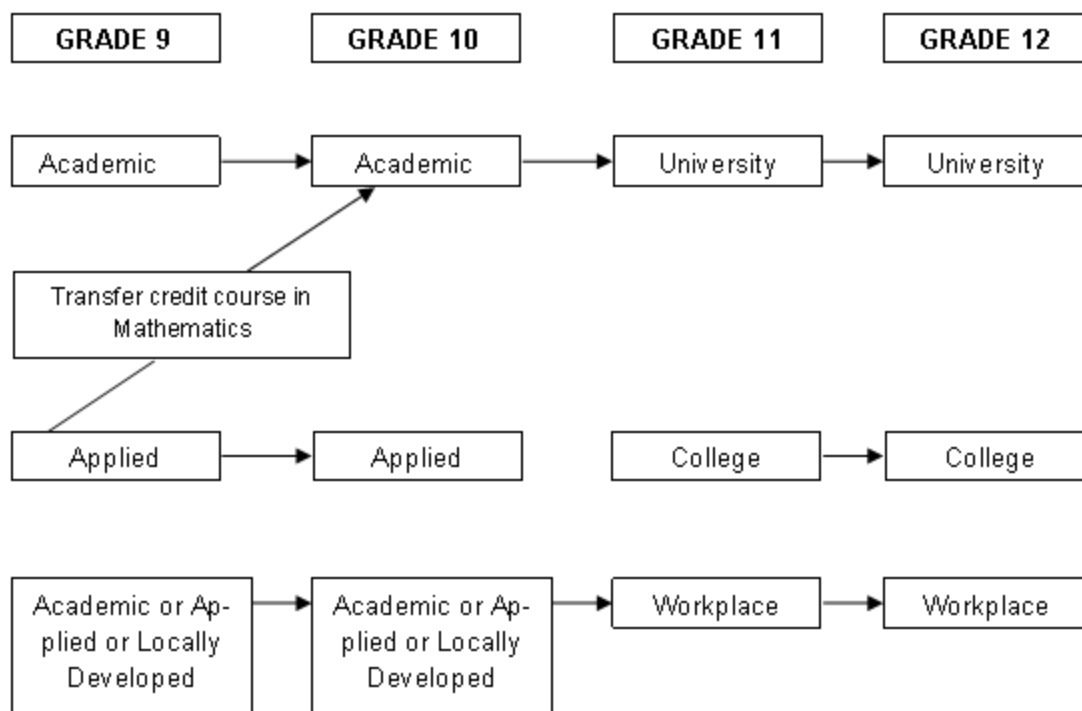 GRADE 9
GRADE 10
GRADE 11
GRADE 12
Academic
Academic
University
University
Transfer credit course in
Mathematics
Applied
Applied
College
College
Academic or Ap-
plied or Locally
Developed
Academic or Ap-
plied or Locally
Developed
Workplace
Workplace